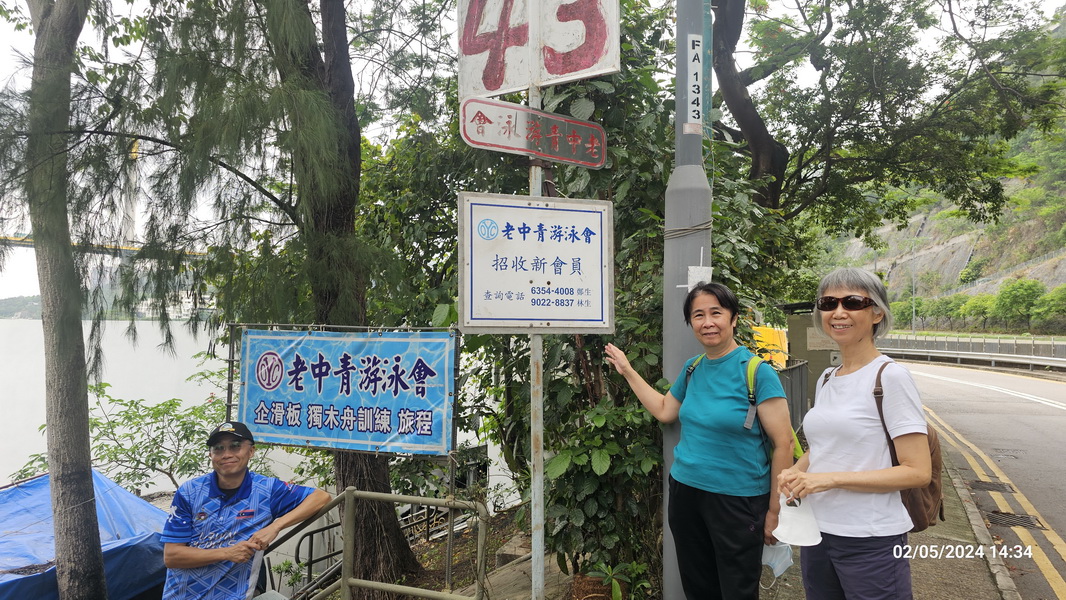 43
FA1343
會泳游青中老
老中青游泳會
招收新會員
查詢電話 6354-4008 鄭生
9022-8837 林生
CYC 老中青游泳會
企滑板 獨木舟訓練 旅程
02/05/2024 14:34